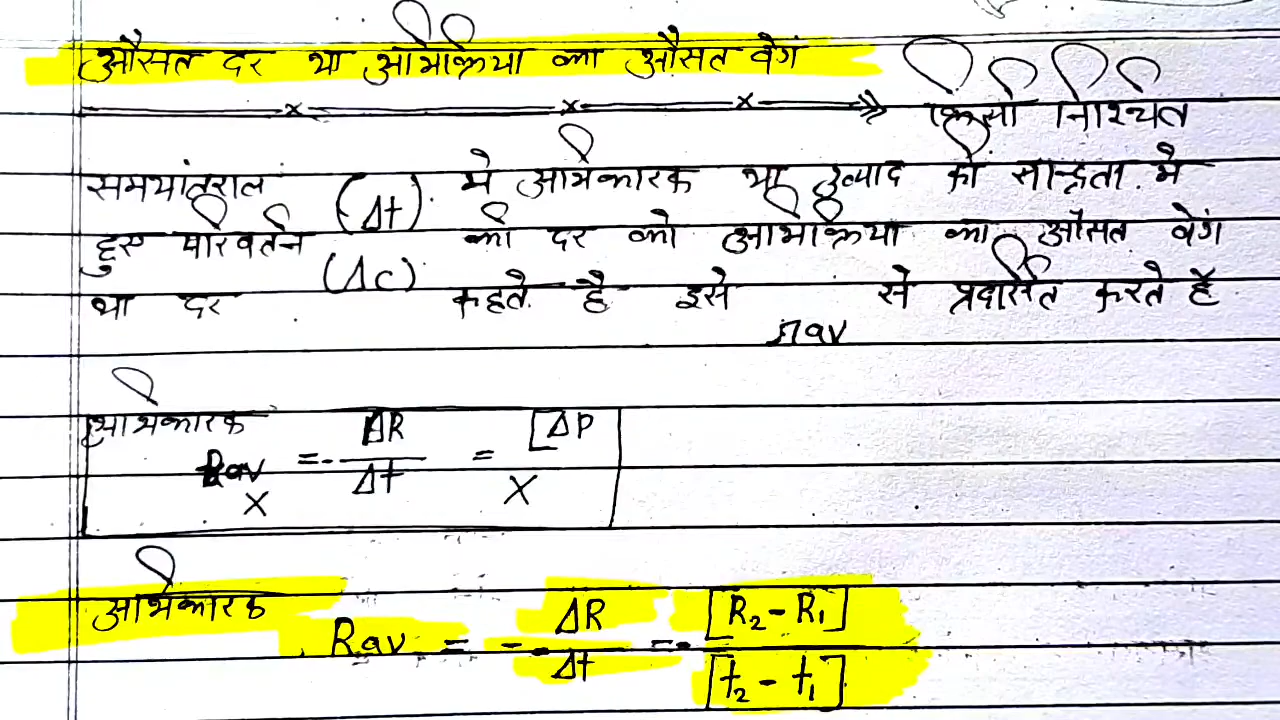 औसत दर या अभिक्रिया का औसत वेग
किसी निश्चित
समयांतराल (Δt) मे अभिकारक या उत्पाद की सान्द्रता मे
हुए परिवर्तन (Δc) की दर को अभिक्रिया का औसत वेग
या दर कहते है इसे rav से प्रदर्सित करते है
अभिकारक
Rav = - ΔR/Δt = [ΔP
X X
अभिकारक
Rav = - ΔR/Δt = - [R₂ - R₁]/[t₂ - t₁]